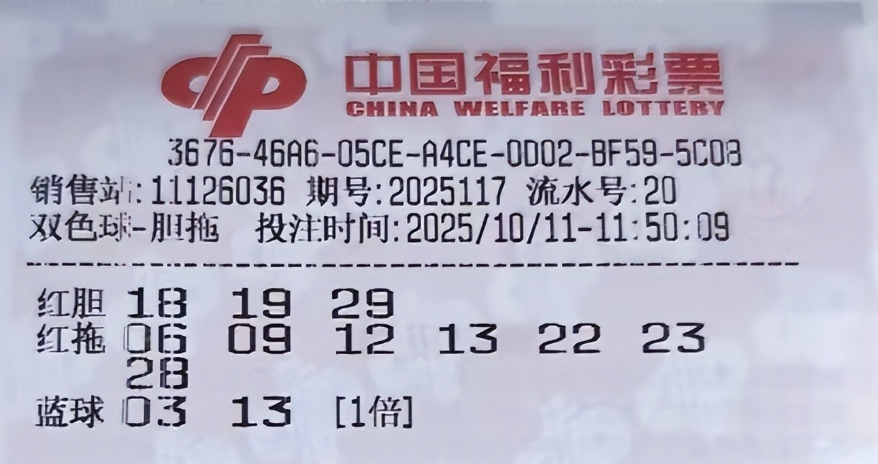 中国福利彩票
CHINA WELFARE LOTTERY
3676-46A6-05CE-A4CE-0D02-BF59-5C08
销售站:11126036 期号:2025117 流水号:20
双色球-胆拖 投注时间:2025/10/11-11:50:09
红胆 18 19 29
红拖 06 09 12 13 22 23
28
蓝球 03 13 [1倍]